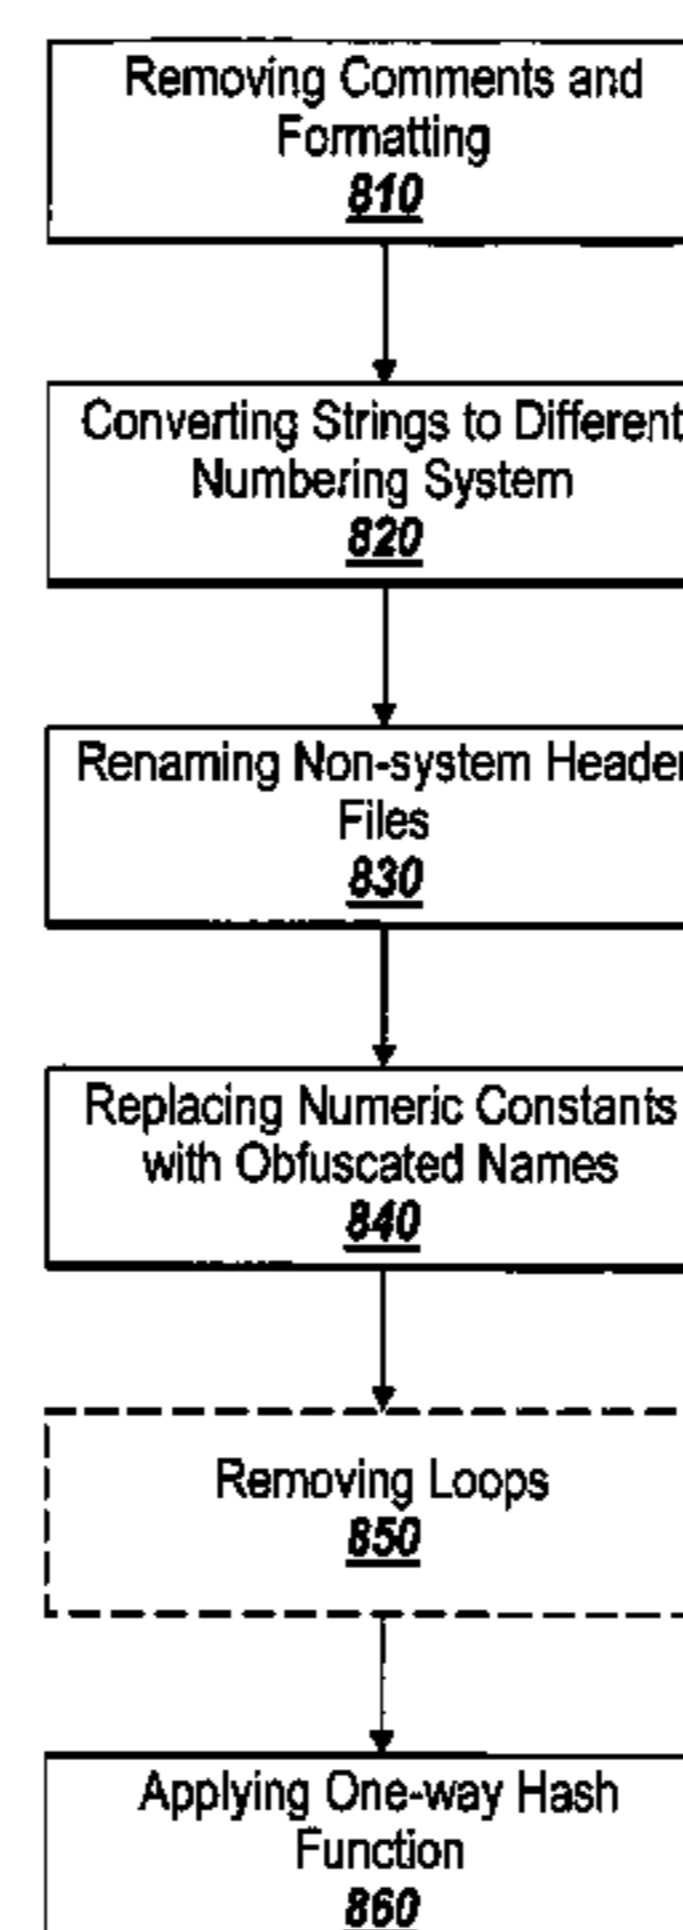 Removing Comments and
Formatting
810
Converting Strings to Different
Numbering System
820
Renaming Non-system Header
Files
830
Replacing Numeric Constants
with Obfuscated Names
840
Removing Loops
850
Applying One-way Hash
Function
860